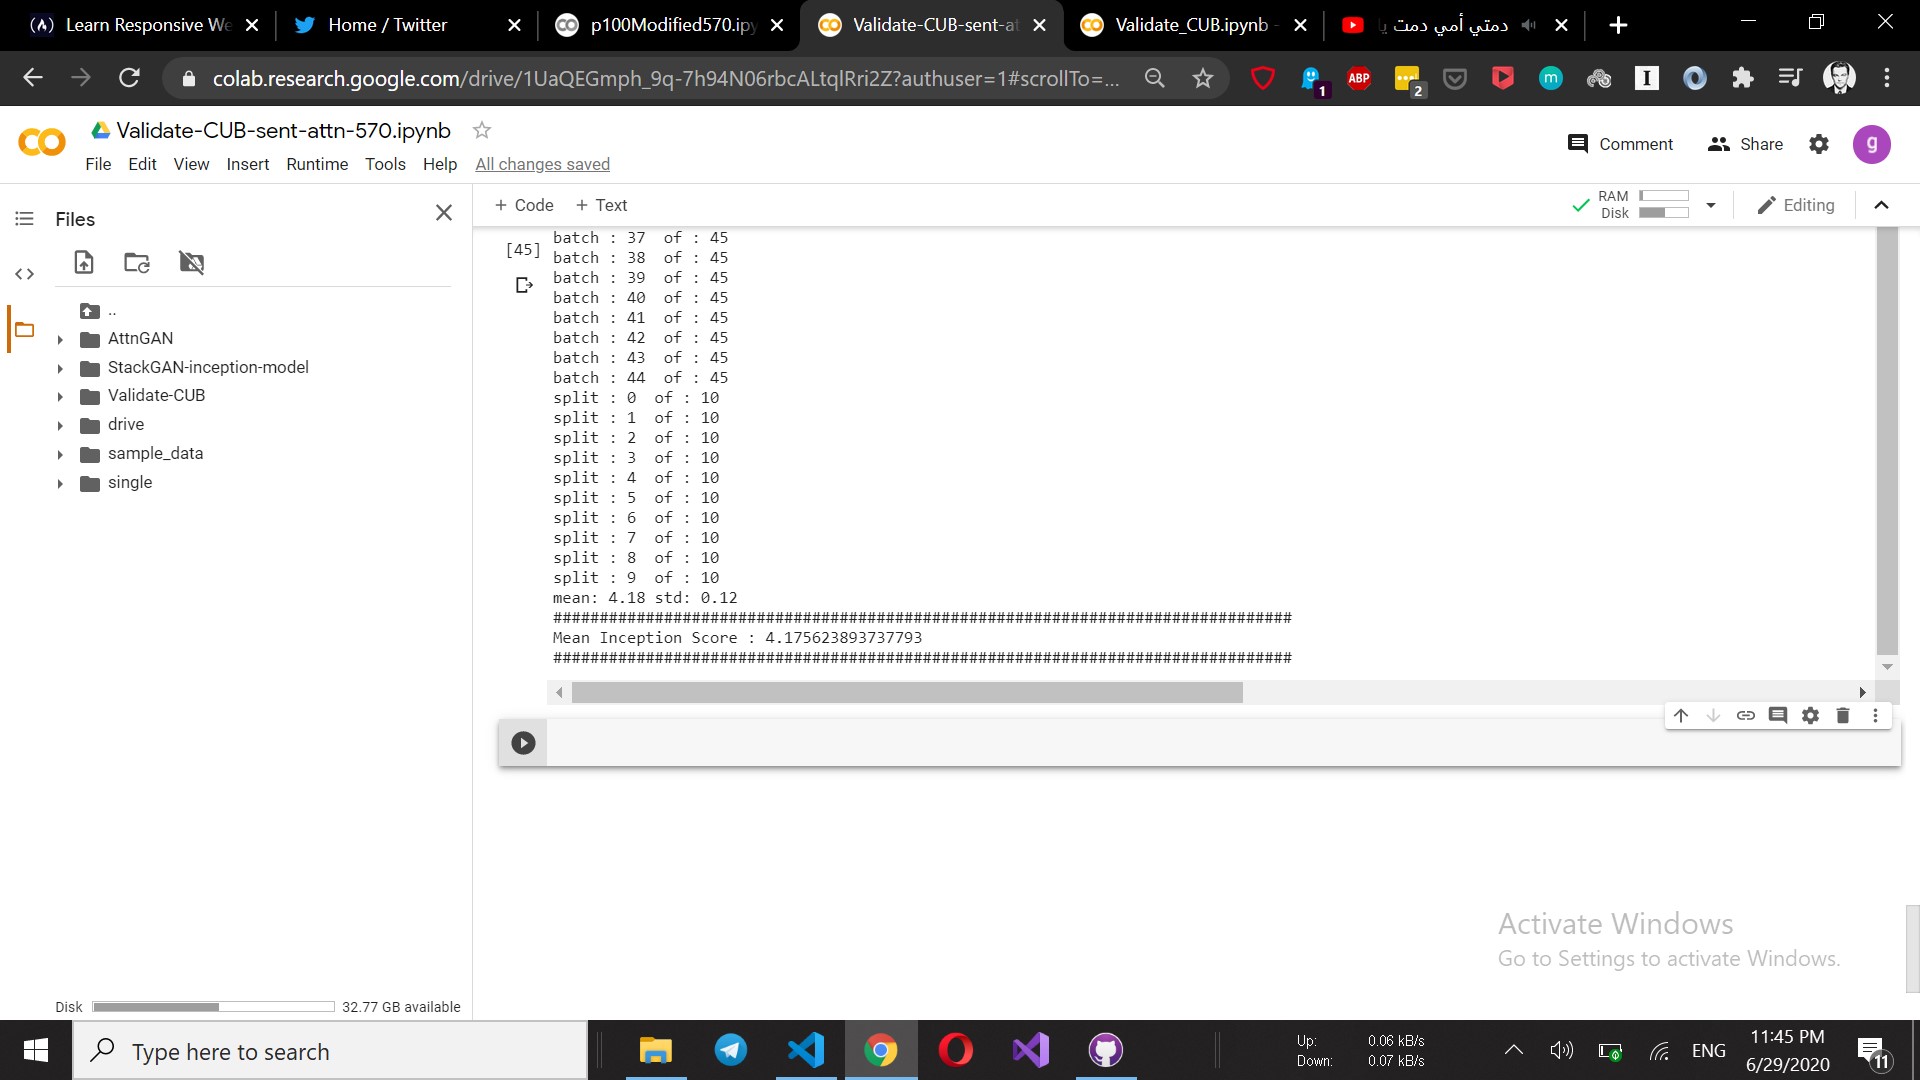 Learn Responsive We
Home / Twitter
p100Modified570.ipy
Validate-CUB-sent-at
Validate_CUB.ipynb -
دمتي أمي دمت يا
colab.research.google.com/drive/1UaQEGmph_9q-7h94N06rbcALtqlRri2Z?authuser=1#scrollTo=...
ABP
1
2
m
I
CO
Validate-CUB-sent-attn-570.ipynb
File Edit View Insert Runtime Tools Help All changes saved
Comment
Share
g
Files
+ Code + Text
RAM
Disk
Editing
..
AttnGAN
StackGAN-inception-model
Validate-CUB
drive
sample_data
single
Disk
32.77 GB available
[45]
batch : 37  of : 45
batch : 38  of : 45
batch : 39  of : 45
batch : 40  of : 45
batch : 41  of : 45
batch : 42  of : 45
batch : 43  of : 45
batch : 44  of : 45
split : 0  of : 10
split : 1  of : 10
split : 2  of : 10
split : 3  of : 10
split : 4  of : 10
split : 5  of : 10
split : 6  of : 10
split : 7  of : 10
split : 8  of : 10
split : 9  of : 10
mean: 4.18 std: 0.12
################################################################################
Mean Inception Score : 4.175623893737793
################################################################################
Activate Windows
Go to Settings to activate Windows.
Type here to search
Up: 0.06 kB/s
Down: 0.07 kB/s
ENG
11:45 PM
6/29/2020
11